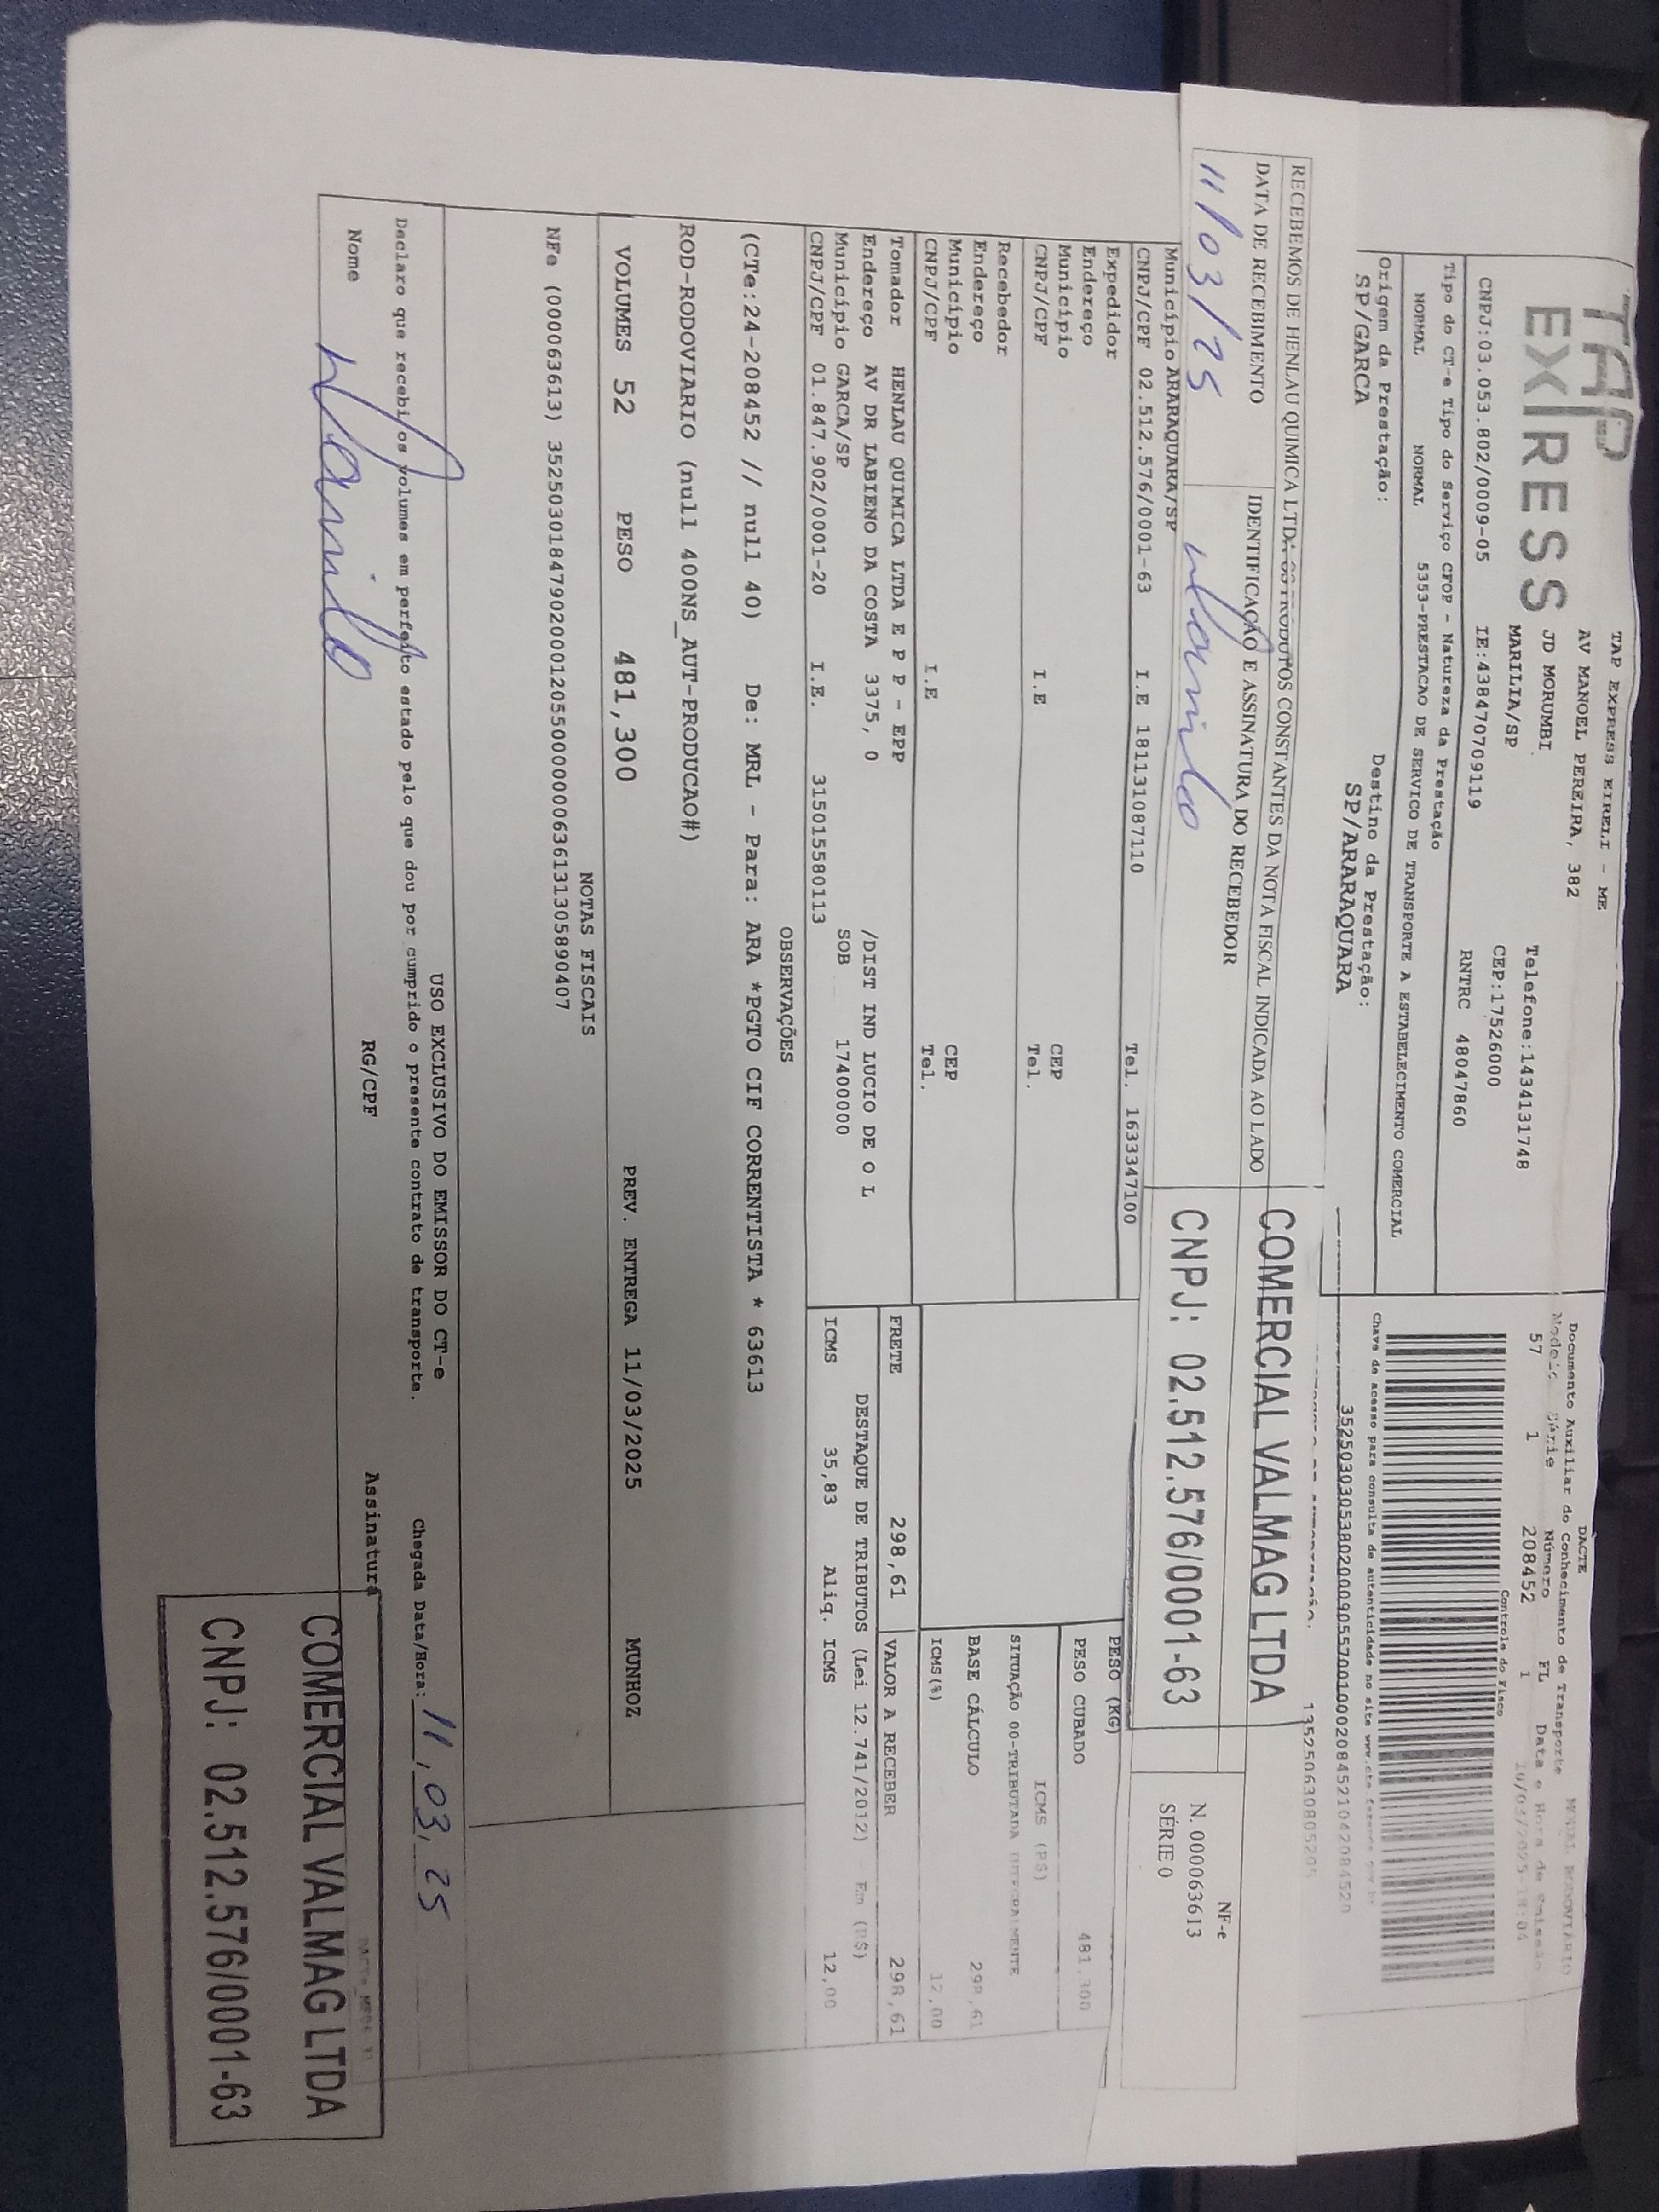 TAP
EXPRESS
TAP EXPRESS EIRELI - ME
AV MANOEL PEREIRA, 382
JD MORUMBI
MARILIA/SP
Telefone:1434131748
CEP:17526000
CNPJ:03.053.802/0009-05 IE:438470709119 RNTRC 48047860
Tipo do CT-e Tipo do Serviço CFOP - Natureza da Prestação
NORMAL NORMAL 5353-PRESTACAO DE SERVICO DE TRANSPORTE A ESTABELECIMENTO COMERCIAL
Origem da Prestação: Destino da Prestação:
SP/GARCA SP/ARARAQUARA
DACTE
Documento Auxiliar do Conhecimento de Transporte MODAL RODOVIÁRIO
Modelo Série Número FL Data e Hora de Emissão
57 1 208452 1
Controle do Fisco
Chave de acesso para consulta de autenticidade no site www.cte.fazenda.gov.br
RECEBEMOS DE HENLAU QUIMICA LTDA OS PRODUTOS CONSTANTES DA NOTA FISCAL INDICADA AO LADO
DATA DE RECEBIMENTO IDENTIFICAÇÃO E ASSINATURA DO RECEBEDOR
11/03/25 Danilo
COMERCIAL VALMAG LTDA
CNPJ: 02.512.576/0001-63
NF-e
N. 000063613
SÉRIE 0
Município ARARAQUARA/SP
CNPJ/CPF 02.512.576/0001-63 I.E 181131087110 Tel. 1633347100
Expedidor
Endereço
Município CEP
CNPJ/CPF I.E Tel.
Recebedor
Endereço
Município CEP
CNPJ/CPF I.E Tel.
PESO (KG)
PESO CUBADO 481,300
ICMS (R$)
SITUAÇÃO 00-TRIBUTADA INTEGRALMENTE
BASE CÁLCULO 298,61
ICMS(%) 12,00
Tomador HENLAU QUIMICA LTDA E P P - EPP
Endereço AV DR LABIENO DA COSTA 3375, 0 /DIST IND LUCIO DE O L
Município GARCA/SP SOB 17400000
CNPJ/CPF 01.847.902/0001-20 I.E. 315015580113
FRETE 298,61 VALOR A RECEBER 298,61
DESTAQUE DE TRIBUTOS (Lei 12.741/2012) - Em (R$)
ICMS 35,83 Aliq. ICMS 12,00
OBSERVAÇÕES
(CTe:24-208452 // null 40) De: MRL - Para: ARA *PGTO CIF CORRENTISTA * 63613
ROD-RODOVIARIO (null 400NS_AUT-PRODUCAO#)
VOLUMES 52 PESO 481,300 PREV. ENTREGA 11/03/2025 MUNHOZ
NOTAS FISCAIS
NFe (00063613) 35250301847902000120550000000636131305890407
USO EXCLUSIVO DO EMISSOR DO CT-e
Declaro que recebi os volumes em perfeito estado pelo que dou por cumprido o presente contrato de transporte. Chegada Data/Hora: 11,03,25
Nome RG/CPF Assinatura
Danilo
COMERCIAL VALMAG LTDA
CNPJ: 02.512.576/0001-63